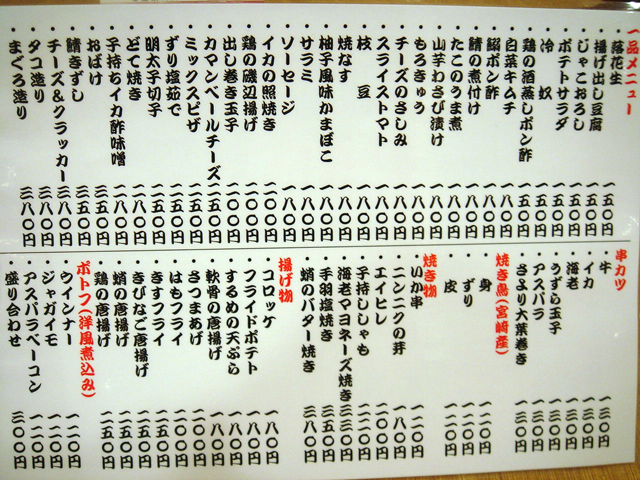 一品メニュー
・落花生 一五〇円
・揚げ出し豆腐 一五〇円
・じゃこおろし 一五〇円
・ポテトサラダ 一五〇円
・冷奴 一五〇円
・鶏の酒蒸しポン酢 一五〇円
・白菜キムチ 一八〇円
・鰯ポン酢 一八〇円
・鯖の煮付け 一八〇円
・たこのうま煮 一八〇円
・山芋わさび漬け 一八〇円
・もろきゅう 一八〇円
・チーズのさしみ 一八〇円
・スライストマト 一八〇円
・枝豆 一八〇円
・焼なす 一八〇円
・柚子風味かまぼこ 一八〇円
・サラミ 一八〇円
・ソーセージ 一八〇円
・イカの照焼き 二〇〇円
・鶏の磯辺揚げ 二〇〇円
・出し巻き玉子 二〇〇円
・カマンベールチーズ 二五〇円
・ミックスピザ 二五〇円
・ずり塩茹で 二五〇円
・明太子切子 二五〇円
・どて焼き 二五〇円
・子持ちイカ酢味噌 二八〇円
・おばけ 三五〇円
・鯖きずし 三五〇円
・チーズ&クラッカー 三八〇円
・タコ造り 三八〇円
・まぐろ造り 三八〇円
串カツ
・牛 一三〇円
・イカ 一二〇円
・海老 一二〇円
・うずら玉子 一三〇円
・アスパラ 一三〇円
・さより大葉巻き 一三〇円
焼き鳥(宮崎産)
・身 一二〇円
・ずり 一二〇円
・皮 一二〇円
焼き物
・いか串 一二〇円
・ニンニクの芽 一八〇円
・エイヒレ 二〇〇円
・子持ししゃも 二二〇円
・海老マヨネーズ焼き 三三〇円
・手羽塩焼き 三五〇円
・蛸のバター焼き 三八〇円
揚げ物
・コロッケ 一八〇円
・フライドポテト 一八〇円
・するめの天ぷら 一八〇円
・軟骨の唐揚げ 一八〇円
・さつまあげ 二〇〇円
・はもフライ 二〇〇円
・きすフライ 二五〇円
・きびなご唐揚げ 二五〇円
・蛸の唐揚げ 二五〇円
・鶏の唐揚げ 二五〇円
ポトフ(洋風煮込み)
・ウインナー 一二〇円
・ジャガイモ 一二〇円
・アスパラベーコン 一二〇円
・盛り合わせ 三〇〇円